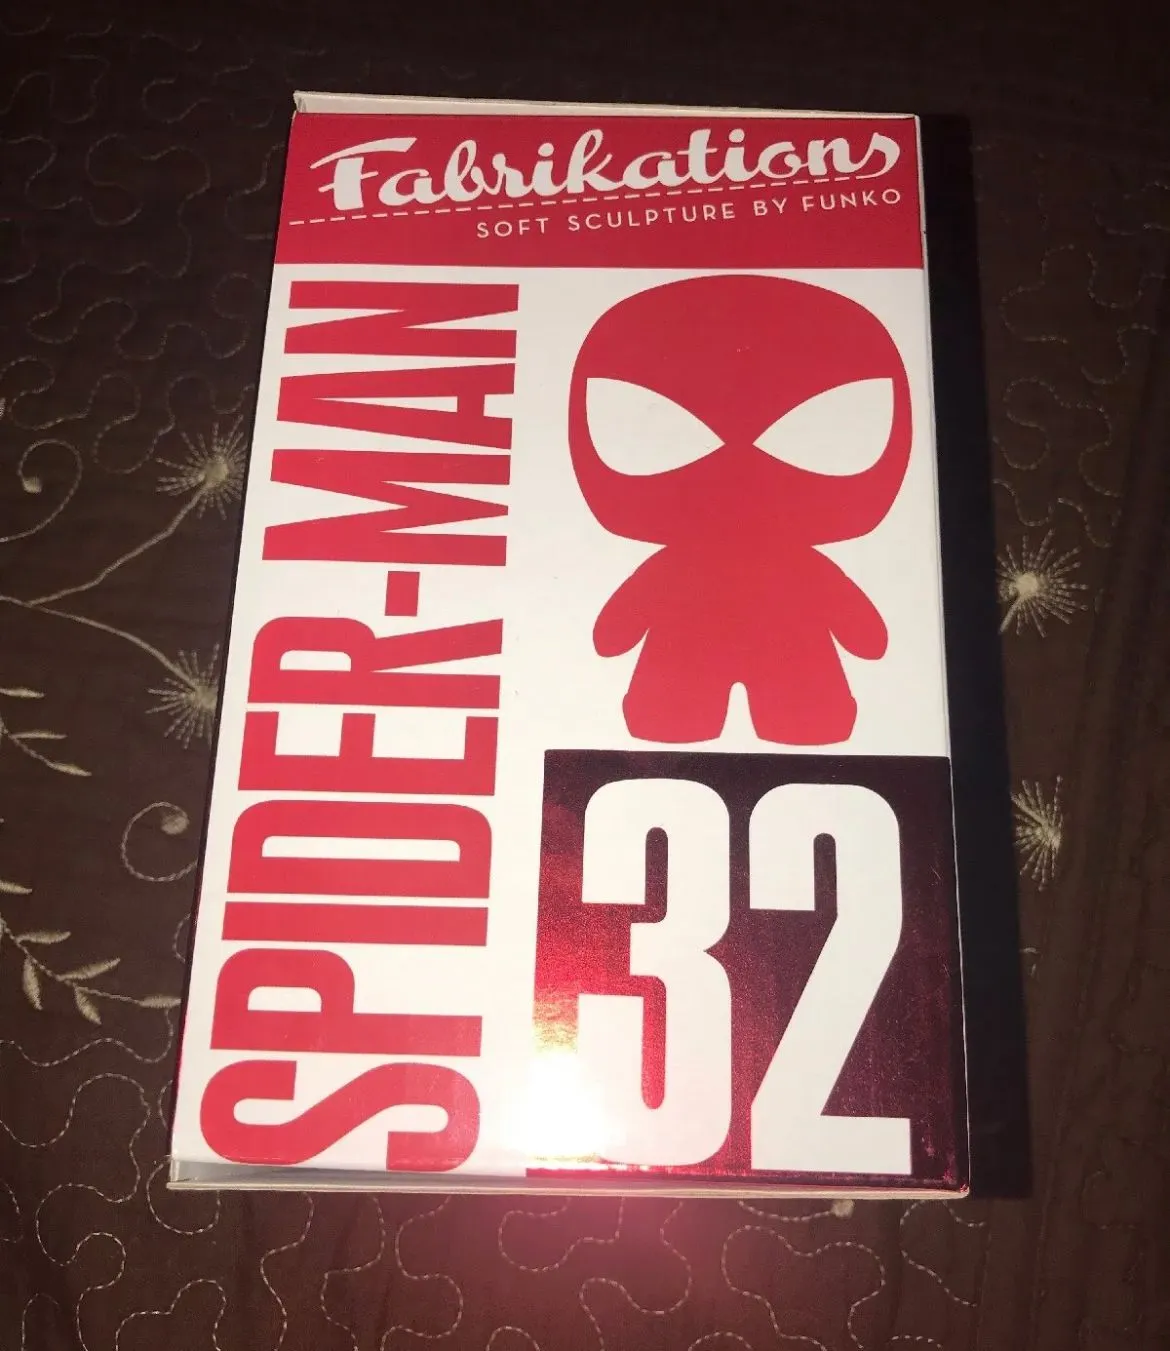 Fabrikations
SOFT SCULPTURE BY FUNKO
SPIDER-MAN
32